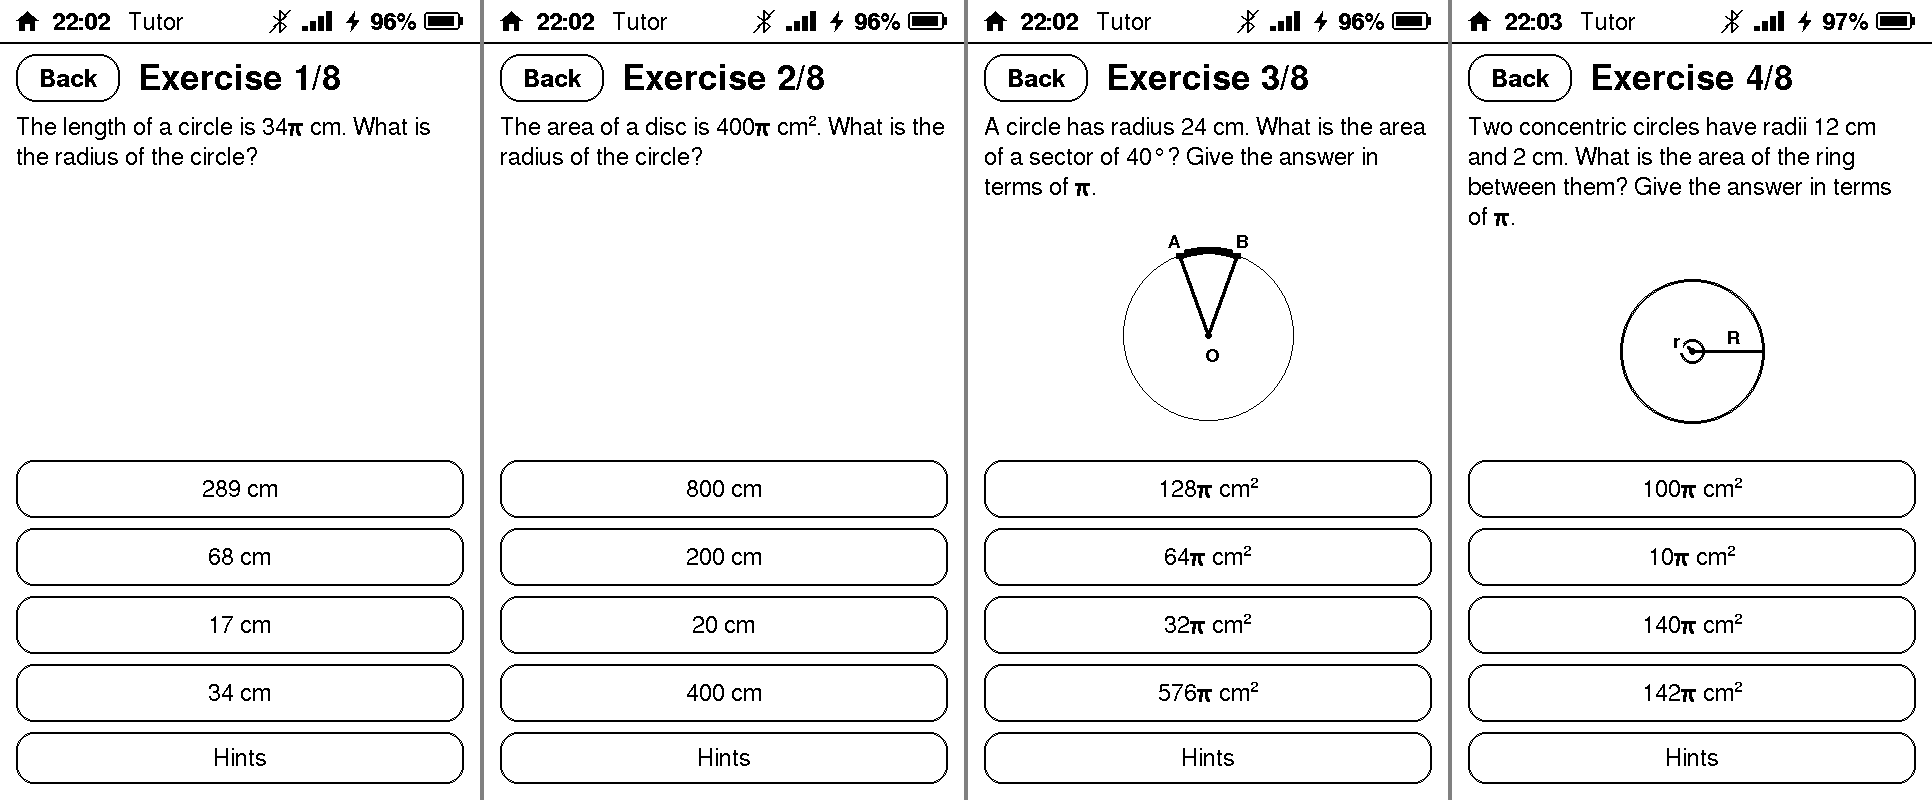 22:02 Tutor 96%
Back Exercise 1/8
The length of a circle is 34π cm. What is
the radius of the circle?
289 cm
68 cm
17 cm
34 cm
Hints
22:02 Tutor 96%
Back Exercise 2/8
The area of a disc is 400π cm². What is the
radius of the circle?
800 cm
200 cm
20 cm
400 cm
Hints
22:02 Tutor 96%
Back Exercise 3/8
A circle has radius 24 cm. What is the area
of a sector of 40°? Give the answer in
terms of π.
A B
O
128π cm²
64π cm²
32π cm²
576π cm²
Hints
22:03 Tutor 97%
Back Exercise 4/8
Two concentric circles have radii 12 cm
and 2 cm. What is the area of the ring
between them? Give the answer in terms
of π.
r R
100π cm²
10π cm²
140π cm²
142π cm²
Hints